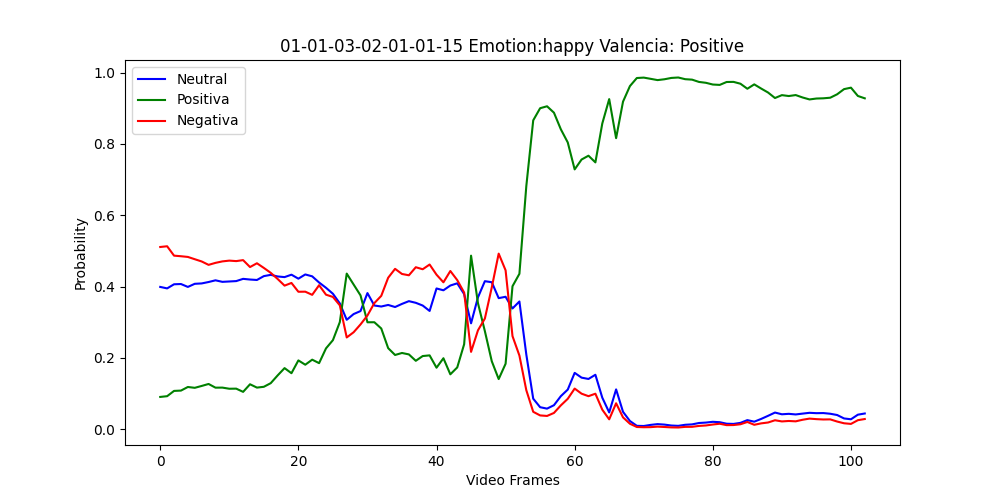 01-01-03-02-01-01-15 Emotion:happy Valencia: Positive
Neutral
Positiva
Negativa
1.0
0.8
0.6
0.4
0.2
0.0
Probability
0 20 40 60 80 100
Video Frames